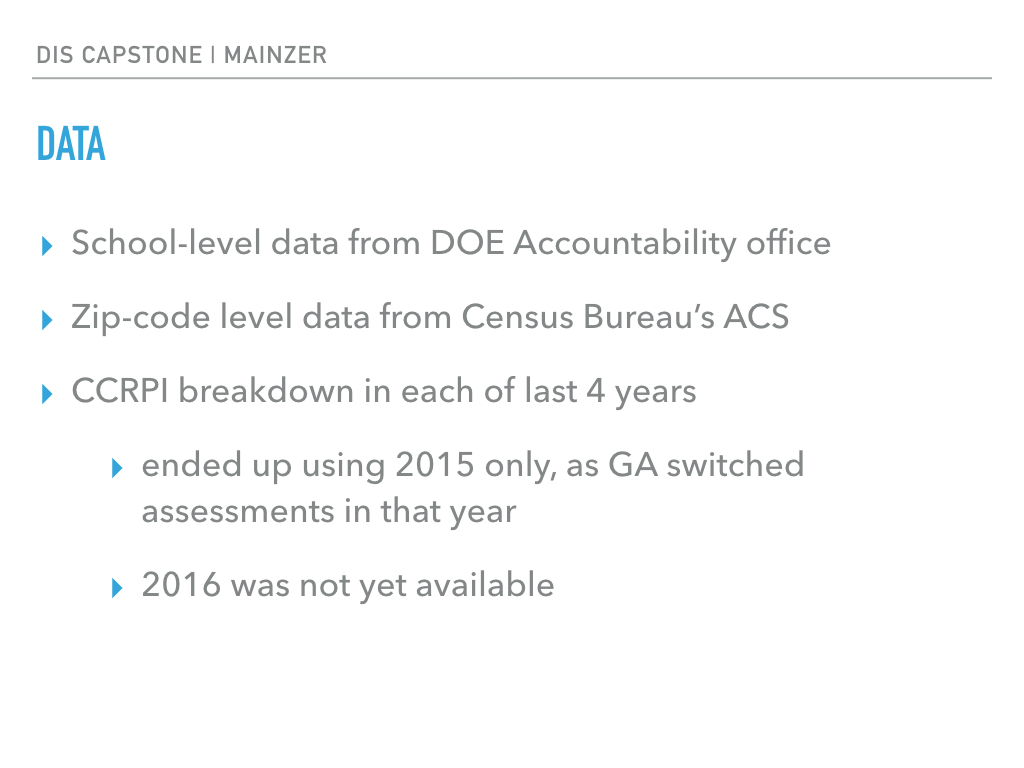 DIS CAPSTONE | MAINZER
DATA
School-level data from DOE Accountability office
Zip-code level data from Census Bureau’s ACS
CCRPI breakdown in each of last 4 years
ended up using 2015 only, as GA switched
assessments in that year
2016 was not yet available